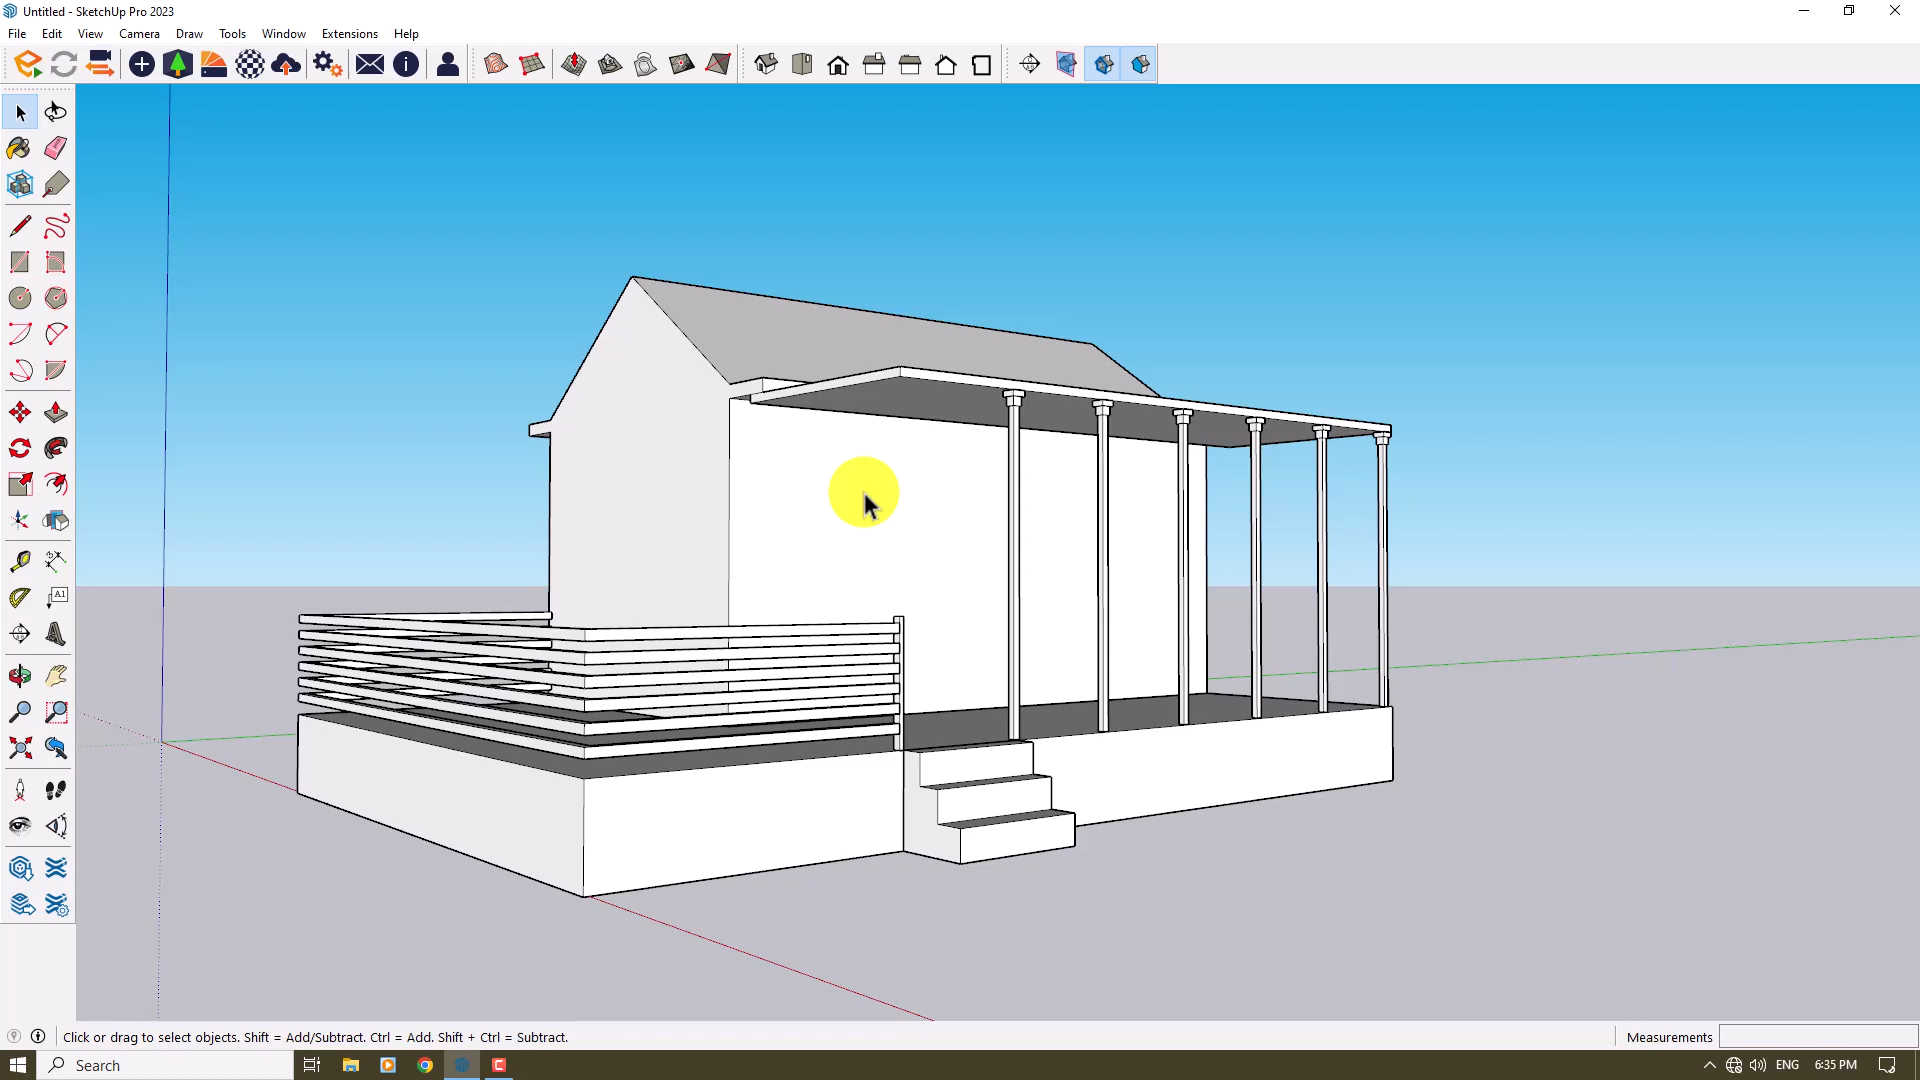 Untitled - SketchUp Pro 2023
File Edit View Camera Draw Tools Window Extensions Help
A1
Click or drag to select objects. Shift = Add/Subtract. Ctrl = Add. Shift + Ctrl = Subtract.
Measurements
Search
ENG
6:35 PM